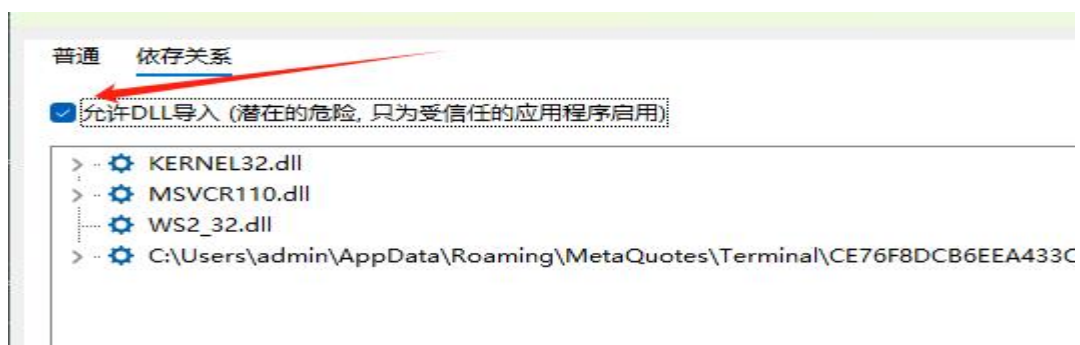 普通 依存关系
允许DLL导入 (潜在的危险, 只为受信任的应用程序启用)
KERNEL32.dll
MSVCR110.dll
WS2_32.dll
C:\Users\admin\AppData\Roaming\MetaQuotes\Terminal\CE76F8DCB6EEA433C